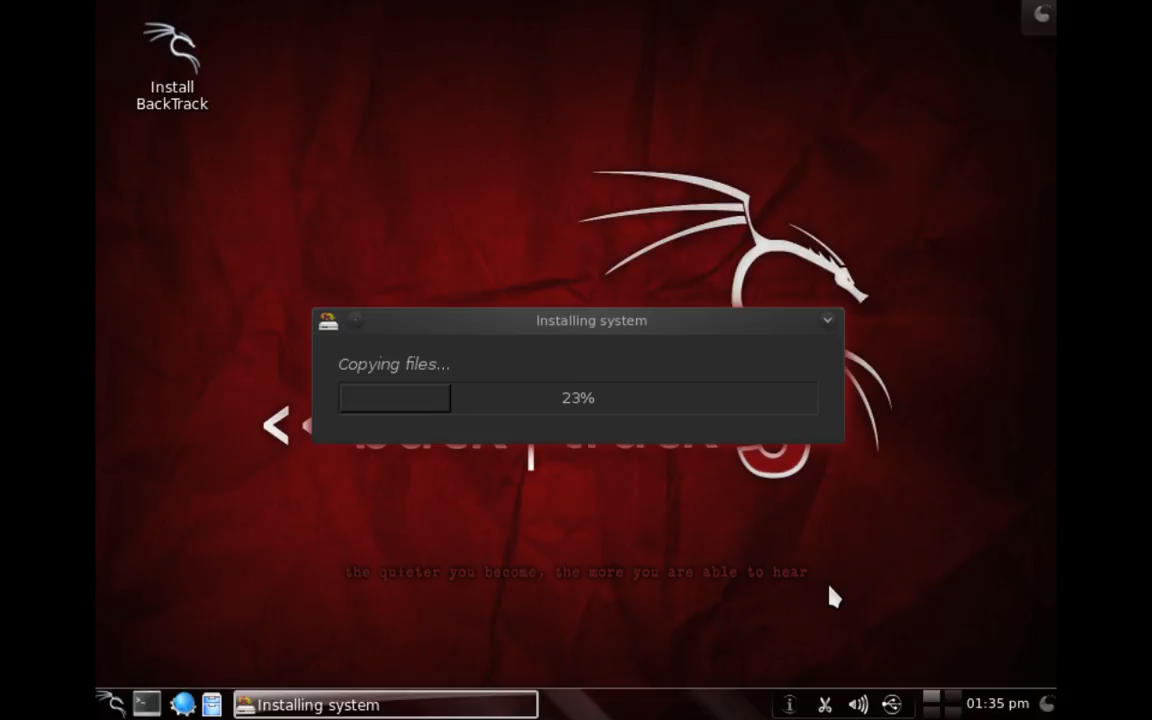 Install
BackTrack
Installing system
Copying files...
23%
<
the quieter you become, the more you are able to hear
Installing system
01:35 pm